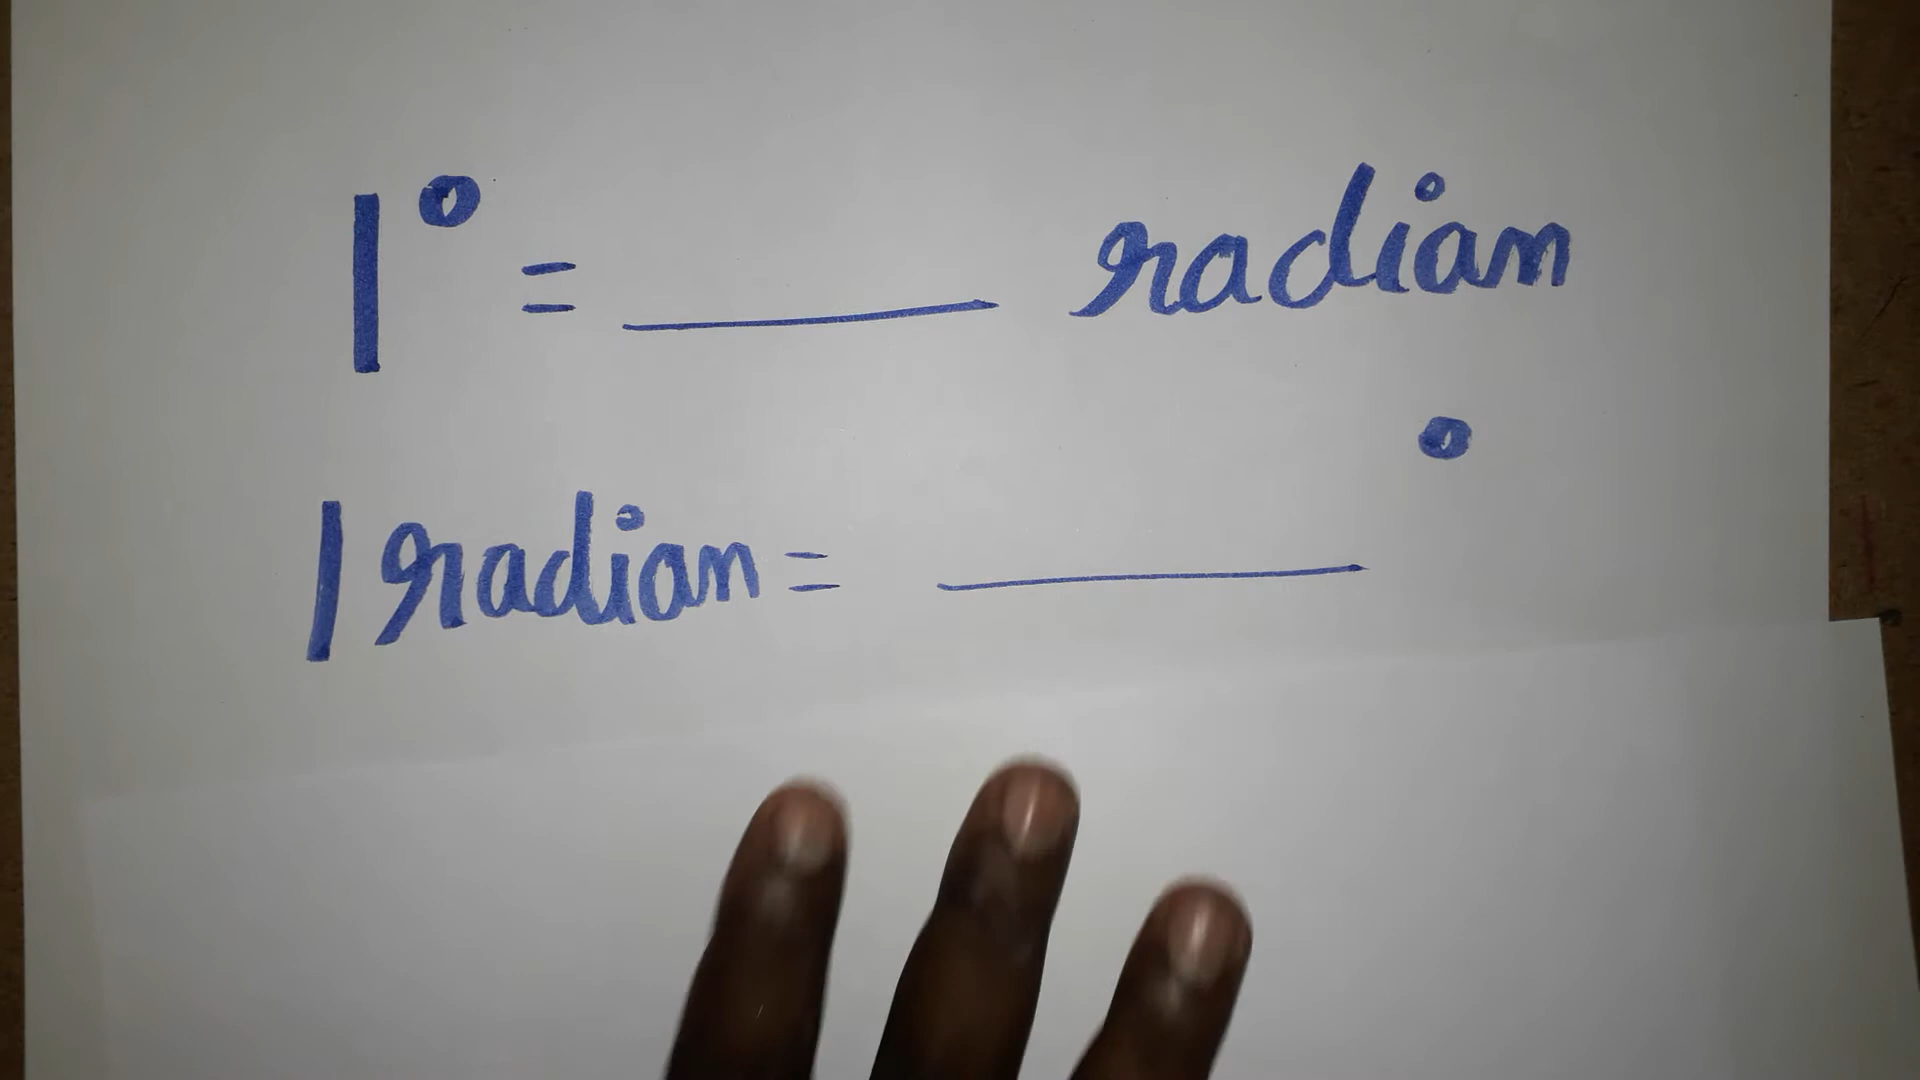 1° = ______ radian
1 radian = ______ °